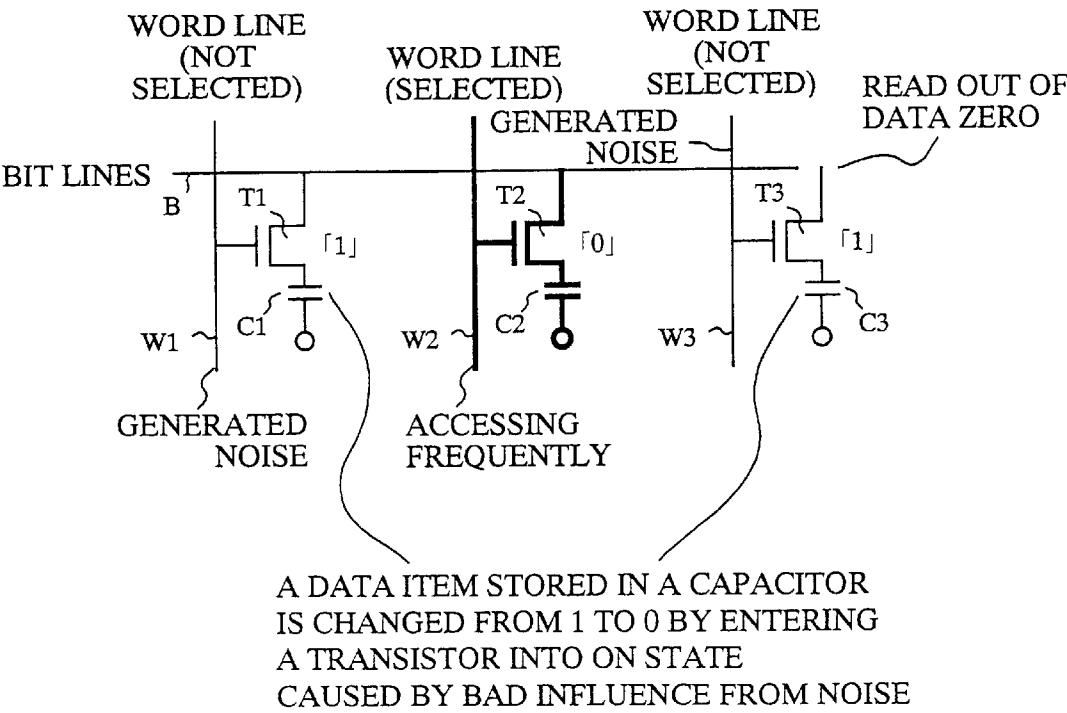 WORD LINE
(NOT
SELECTED)
WORD LINE
(SELECTED)
WORD LINE
(NOT
SELECTED)
READ OUT OF
DATA ZERO
GENERATED
NOISE
BIT LINES
B
T1
「1」
T2
「0」
T3
「1」
C1
C2
C3
W1
W2
W3
GENERATED
NOISE
ACCESSING
FREQUENTLY
A DATA ITEM STORED IN A CAPACITOR
IS CHANGED FROM 1 TO 0 BY ENTERING
A TRANSISTOR INTO ON STATE
CAUSED BY BAD INFLUENCE FROM NOISE